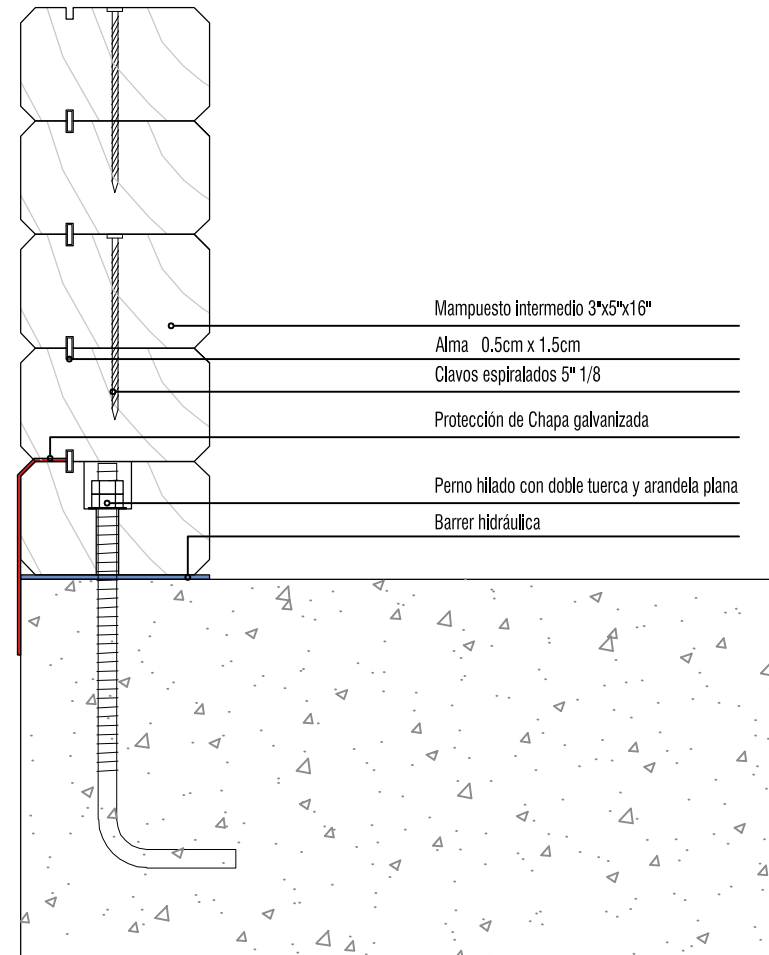 Mampuesto intermedio 3"x5"x16"
Alma 0.5cm x 1.5cm
Clavos espiralados 5" 1/8
Protección de Chapa galvanizada
Perno hilado con doble tuerca y arandela plana
Barrer hidráulica